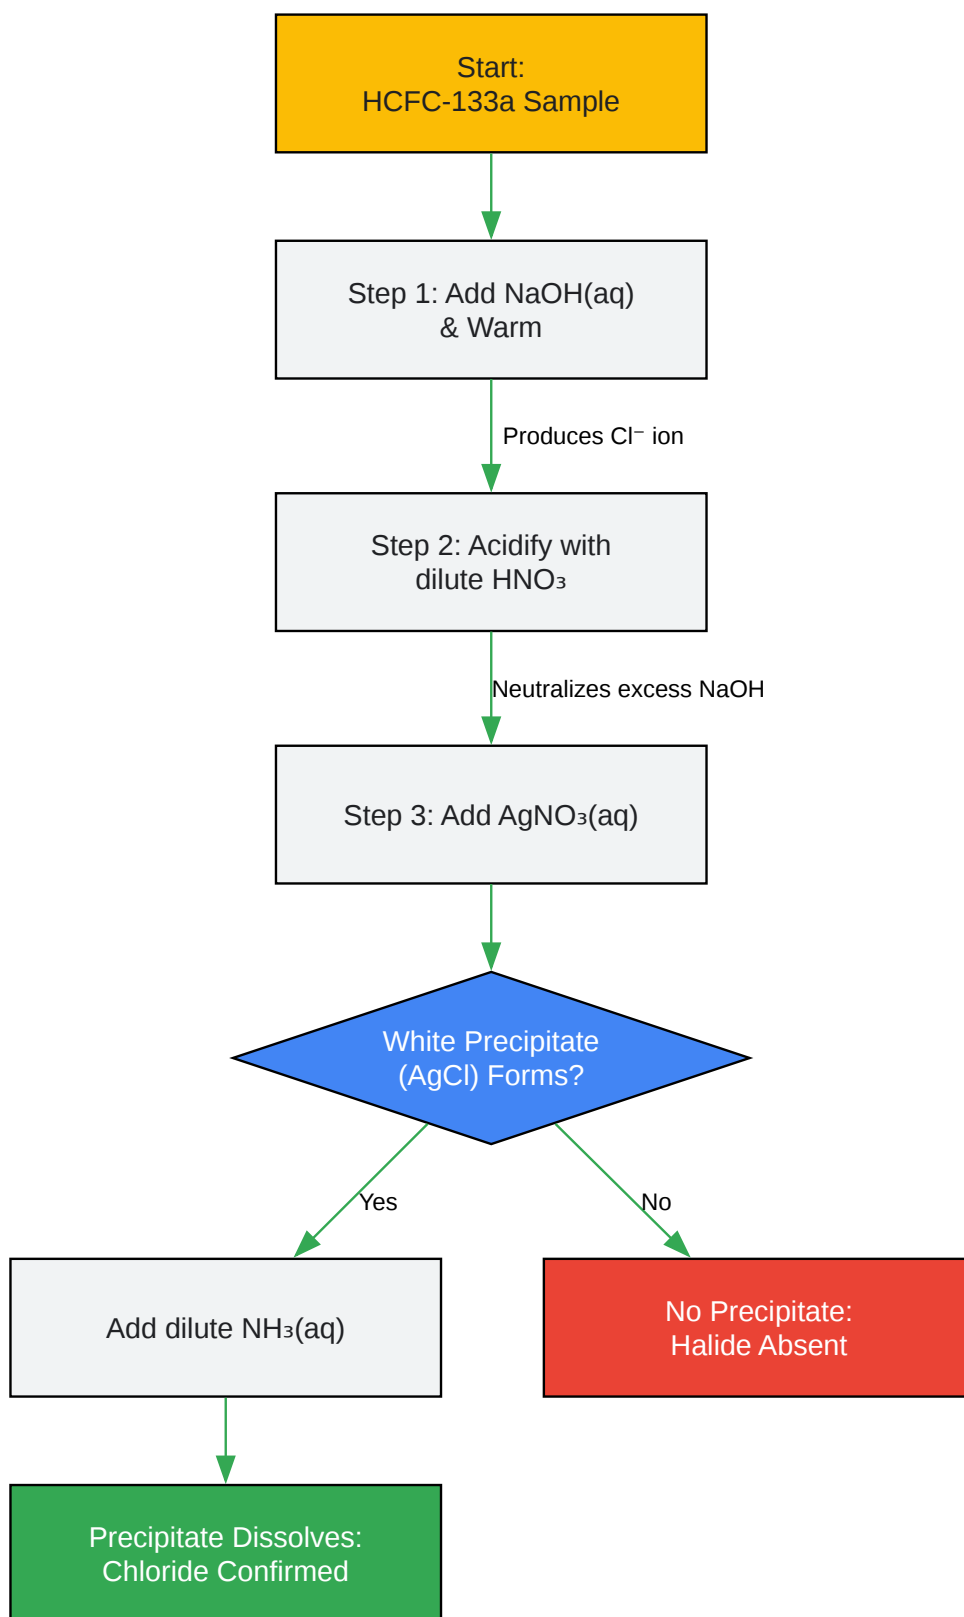 Start:
HCFC-133a Sample
Step 1: Add NaOH(aq)
& Warm
Produces Cl⁻ ion
Step 2: Acidify with
dilute HNO₃
Neutralizes excess NaOH
Step 3: Add AgNO₃(aq)
White Precipitate
(AgCl) Forms?
Yes
No
Add dilute NH₃(aq)
No Precipitate:
Halide Absent
Precipitate Dissolves:
Chloride Confirmed